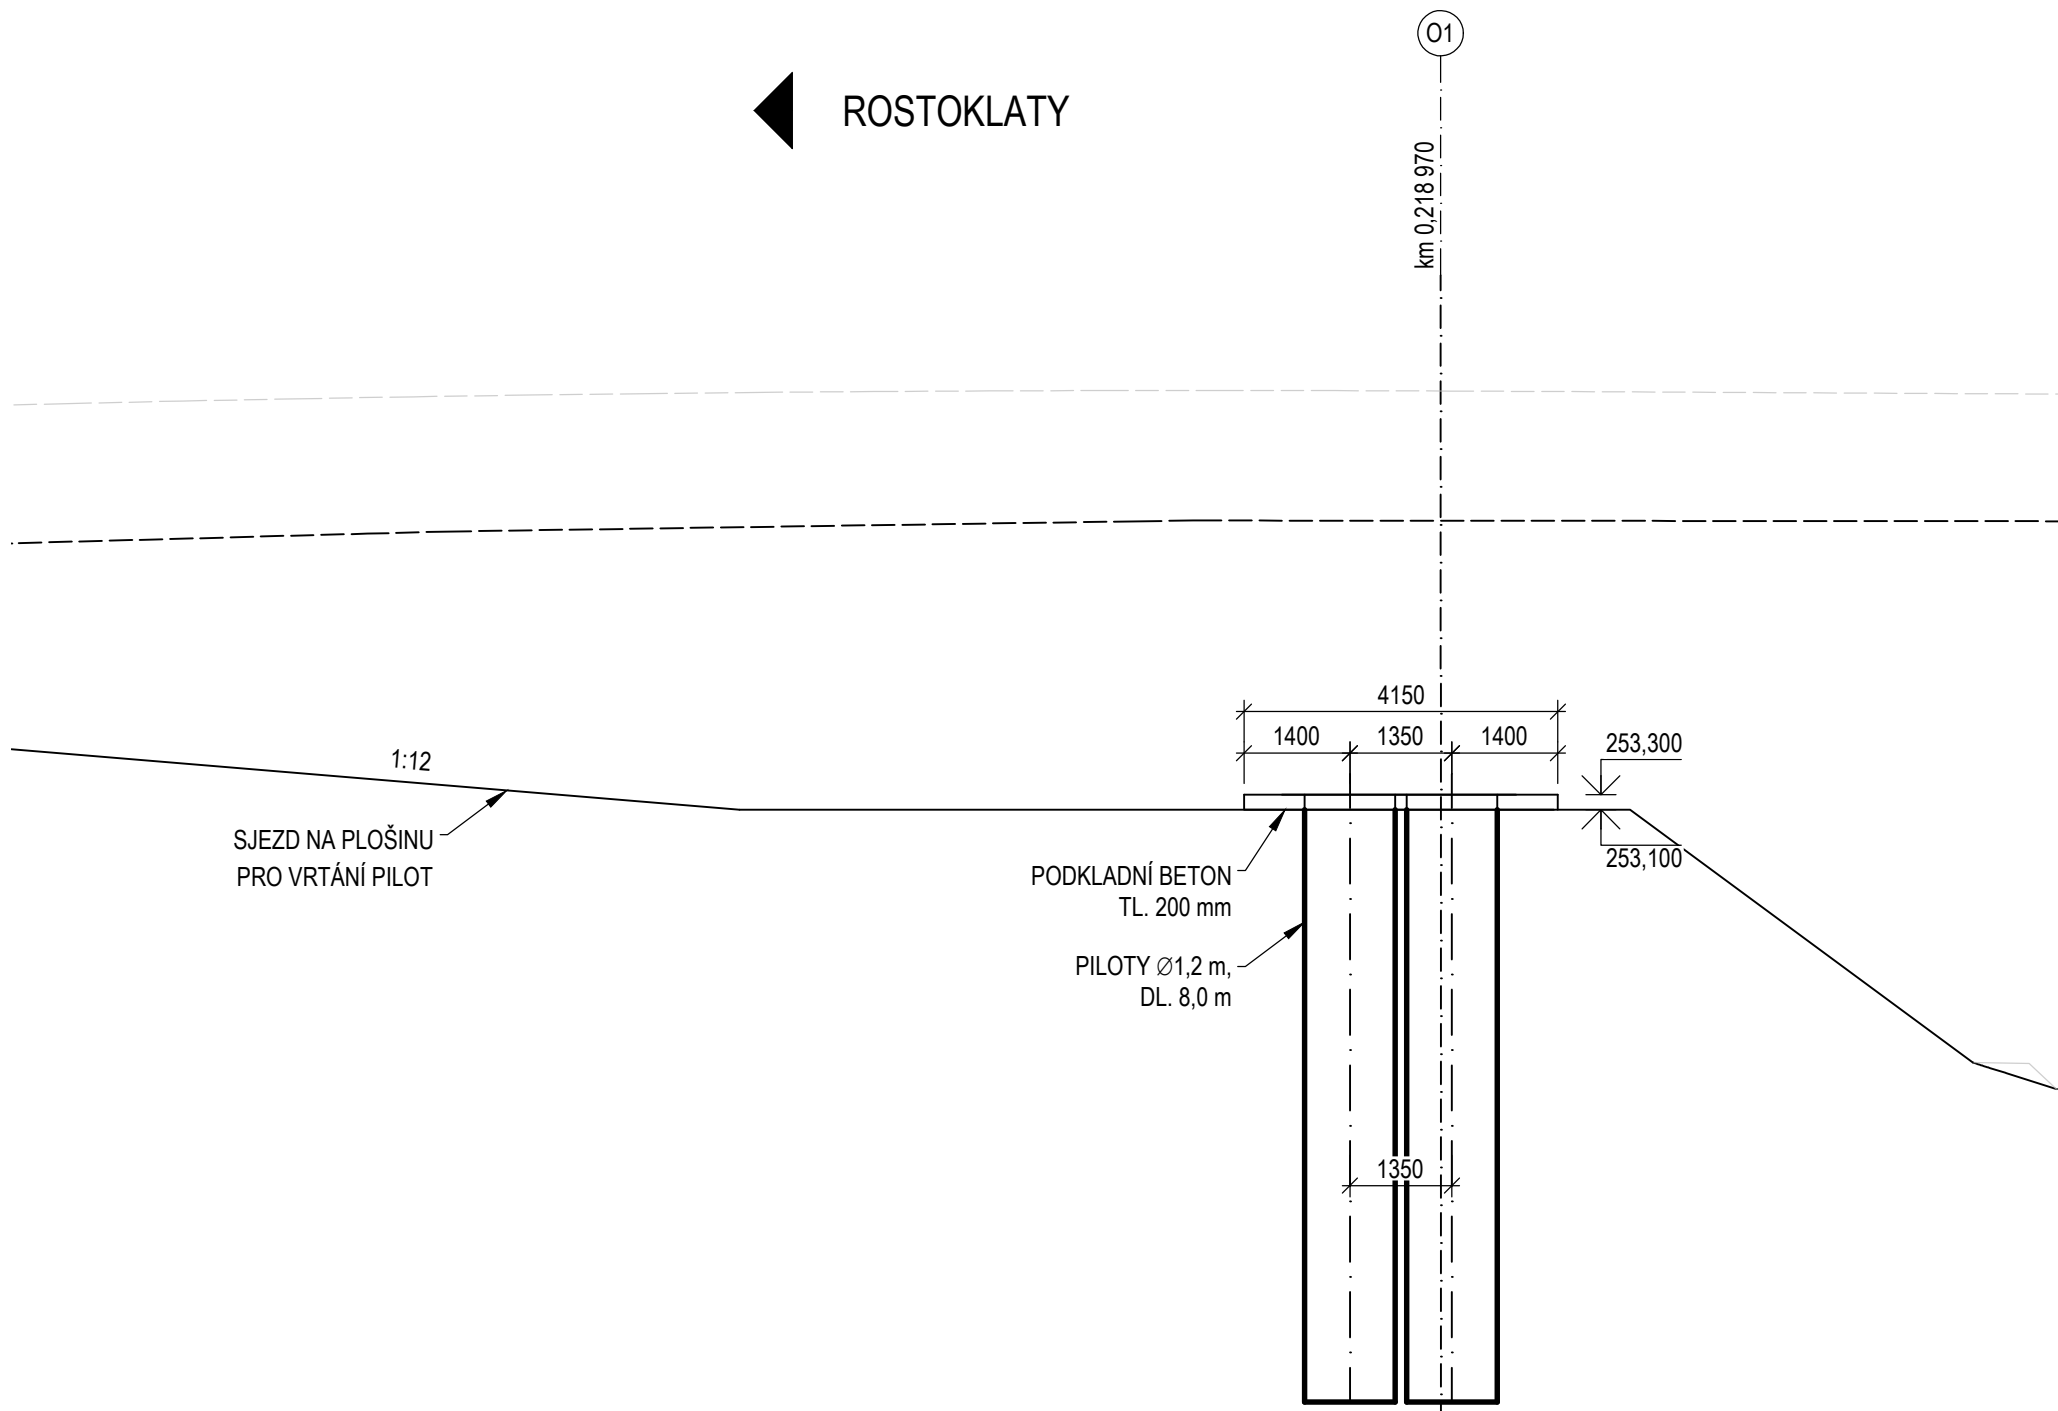 O1
ROSTOKLATY
km 0,218 970
4150
1400
1350
1400
253,300
1:12
SJEZD NA PLOŠINU
PRO VRTÁNÍ PILOT
253,100
PODKLADNÍ BETON
TL. 200 mm
PILOTY ∅1,2 m,
DL. 8,0 m
1350